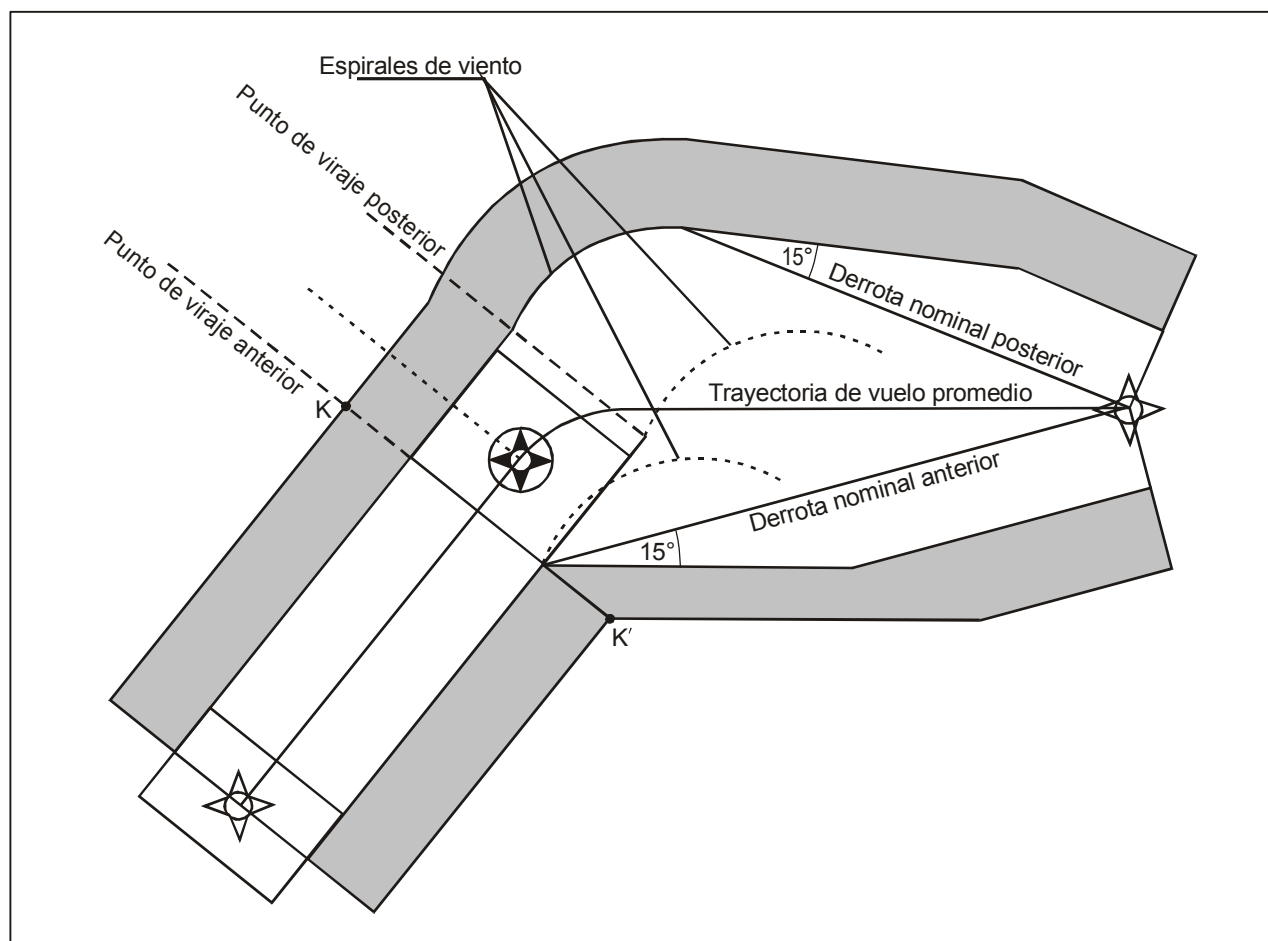 Espirales de viento
Punto de viraje posterior
Punto de viraje anterior
15°
Derrota nominal posterior
Trayectoria de vuelo promedio
K
Derrota nominal anterior
15°
K′